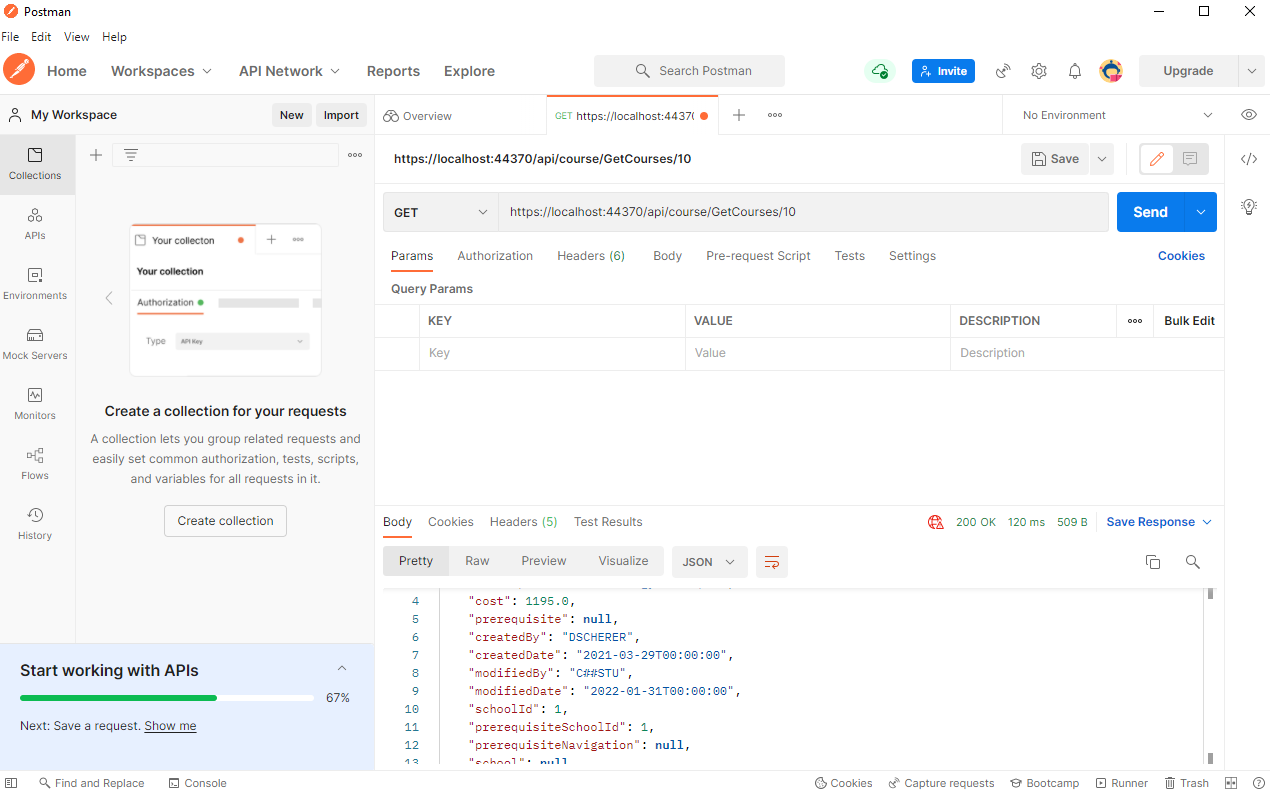 Postman
File Edit View Help
Home Workspaces API Network Reports Explore Search Postman Invite Upgrade
My Workspace New Import Overview GET https://localhost:4437( No Environment
Collections
APIs
Environments
Mock Servers
Monitors
Flows
History
Your collecton
Your collection
Authorization
Type API Key
Create a collection for your requests
A collection lets you group related requests and
easily set common authorization, tests, scripts,
and variables for all requests in it.
Create collection
Start working with APIs
67%
Next: Save a request. Show me
https://localhost:44370/api/course/GetCourses/10 Save
GET https://localhost:44370/api/course/GetCourses/10 Send
Params Authorization Headers (6) Body Pre-request Script Tests Settings Cookies
Query Params
KEY VALUE DESCRIPTION Bulk Edit
Key Value Description
Body Cookies Headers (5) Test Results 200 OK 120 ms 509 B Save Response
Pretty Raw Preview Visualize JSON
4 "cost": 1195.0,
5 "prerequisite": null,
6 "createdBy": "DSCHERER",
7 "createdDate": "2021-03-29T00:00:00",
8 "modifiedBy": "C##STU",
9 "modifiedDate": "2022-01-31T00:00:00",
10 "schoolId": 1,
11 "prerequisiteSchoolId": 1,
12 "prerequisiteNavigation": null,
13 "school": null
Find and Replace Console Cookies Capture requests Bootcamp Runner Trash